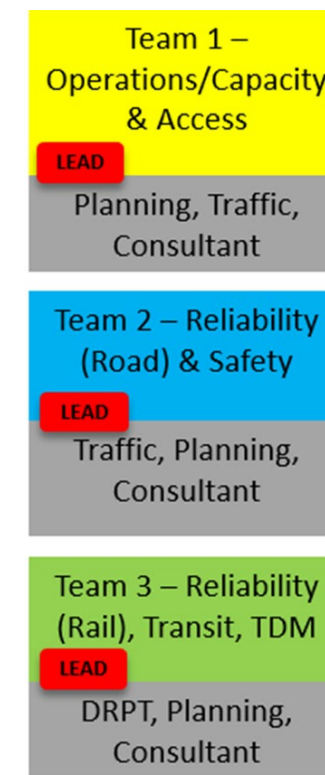 Team 1 –
Operations/Capacity
& Access
LEAD
Planning, Traffic,
Consultant
Team 2 – Reliability
(Road) & Safety
LEAD
Traffic, Planning,
Consultant
Team 3 – Reliability
(Rail), Transit, TDM
LEAD
DRPT, Planning,
Consultant